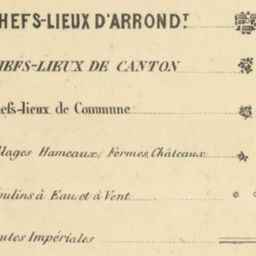 HEFS-LIEUX D'ARRONDT
HEFS-LIEUX DE CANTON
efs-lieux de Commune
llages Hameaux, Fermes, Châteaux
oulins à Eau et à Vent
utes Impériales